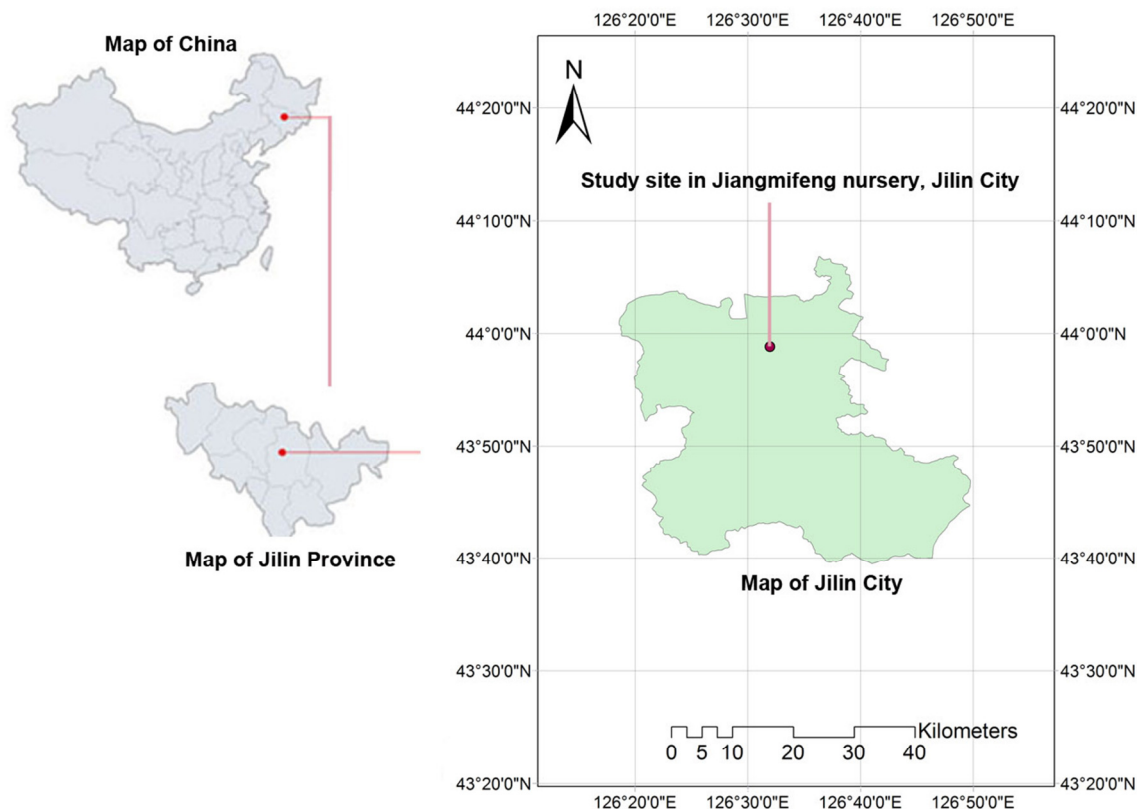 Map of China
Map of Jilin Province
126°20'0"E 126°30'0"E 126°40'0"E 126°50'0"E
N
44°20'0"N 44°20'0"N
Study site in Jiangmifeng nursery, Jilin City
44°10'0"N 44°10'0"N
44°0'0"N 44°0'0"N
43°50'0"N 43°50'0"N
43°40'0"N 43°40'0"N
Map of Jilin City
43°30'0"N 43°30'0"N
Kilometers
0 5 10 20 30 40
43°20'0"N 43°20'0"N
126°20'0"E 126°30'0"E 126°40'0"E 126°50'0"E